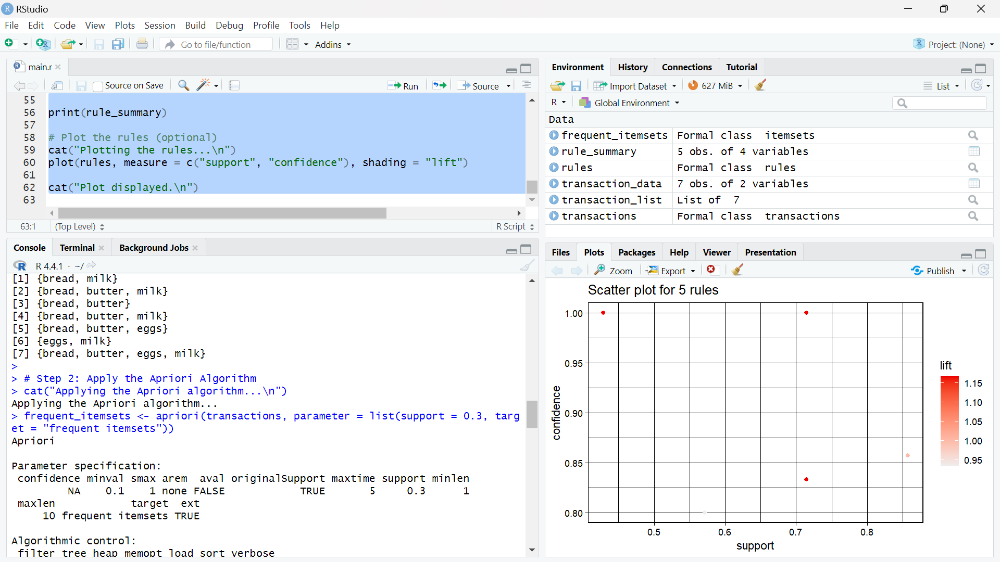 RStudio
File Edit Code View Plots Session Build Debug Profile Tools Help
Go to file/function Addins Project: (None)
main.r
Source on Save Run Source
55
56 print(rule_summary)
57
58 # Plot the rules (optional)
59 cat("Plotting the rules...\n")
60 plot(rules, measure = c("support", "confidence"), shading = "lift")
61
62 cat("Plot displayed.\n")
63
63:1 (Top Level) R Script
Console Terminal Background Jobs
R 4.4.1 · ~/
[1] {bread, milk}
[2] {bread, butter, milk}
[3] {bread, butter}
[4] {bread, butter, milk}
[5] {bread, butter, eggs}
[6] {eggs, milk}
[7] {bread, butter, eggs, milk}
>
> # Step 2: Apply the Apriori Algorithm
> cat("Applying the Apriori algorithm...\n")
Applying the Apriori algorithm...
> frequent_itemsets <- apriori(transactions, parameter = list(support = 0.3, targ
et = "frequent itemsets"))
Apriori
Parameter specification:
confidence minval smax arem aval originalSupport maxtime support minlen
NA 0.1 1 none FALSE TRUE 5 0.3 1
maxlen target ext
10 frequent itemsets TRUE
Algorithmic control:
filter tree heap memopt load sort verbose
Environment History Connections Tutorial
Import Dataset 627 MiB List
R Global Environment
Data
frequent_itemsets Formal class itemsets
rule_summary 5 obs. of 4 variables
rules Formal class rules
transaction_data 7 obs. of 2 variables
transaction_list List of 7
transactions Formal class transactions
Files Plots Packages Help Viewer Presentation
Zoom Export Publish
Scatter plot for 5 rules
1.00
0.95
0.90
0.85
0.80
confidence
0.5 0.6 0.7 0.8
support
lift
1.15
1.10
1.05
1.00
0.95